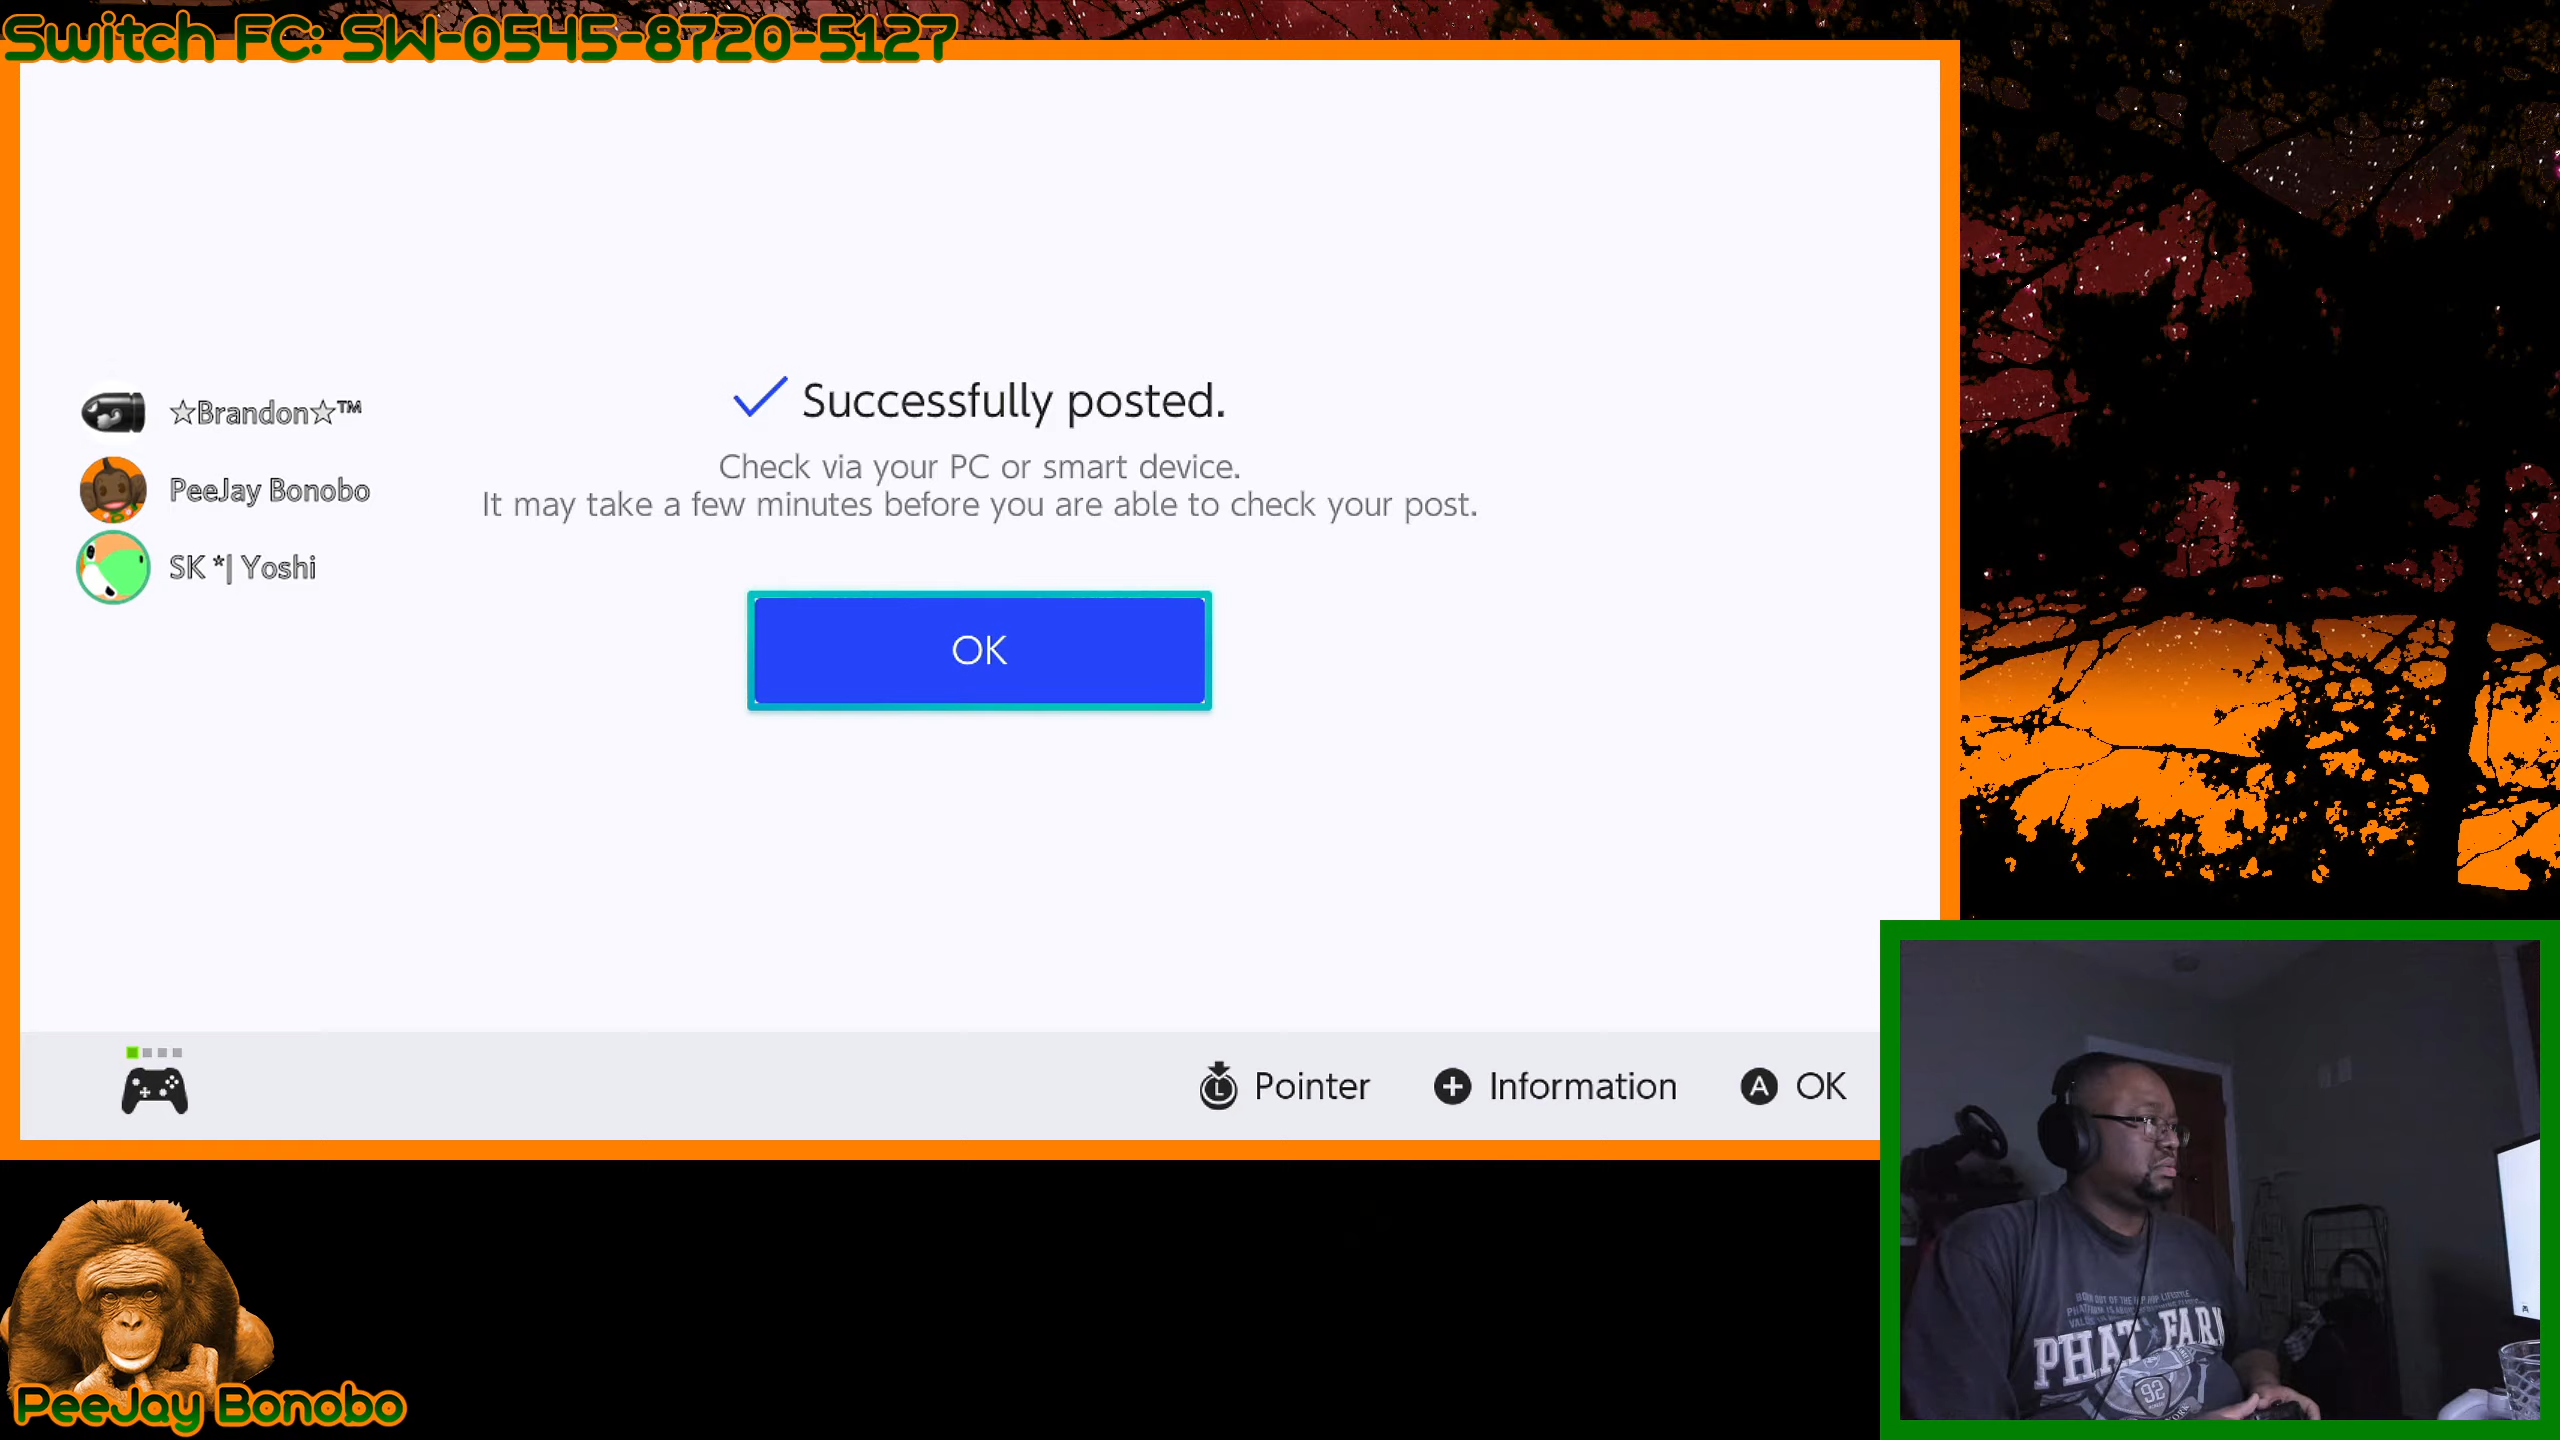 Switch FC: SW-0545-8720-5127
☆Brandon☆™
PeeJay Bonobo
SK *| Yoshi
Successfully posted.
Check via your PC or smart device.
It may take a few minutes before you are able to check your post.
OK
L Pointer
+ Information
A OK
PeeJay Bonobo
PHAT FARM
92